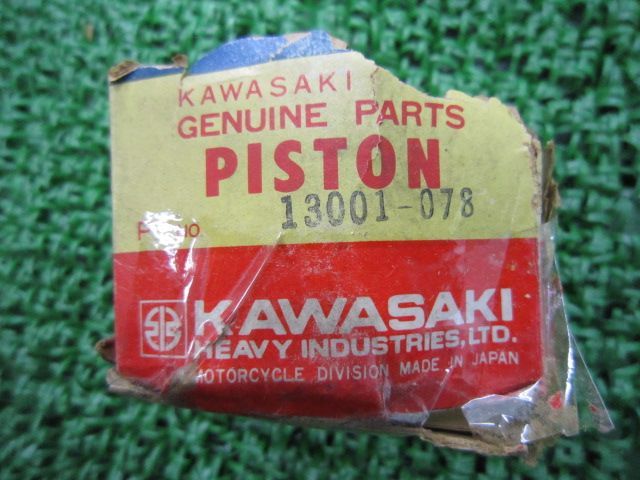 KAWASAKI
GENUINE PARTS
PISTON
13001-078
KAWASAKI
HEAVY INDUSTRIES, LTD.
MOTORCYCLE DIVISION MADE IN JAPAN